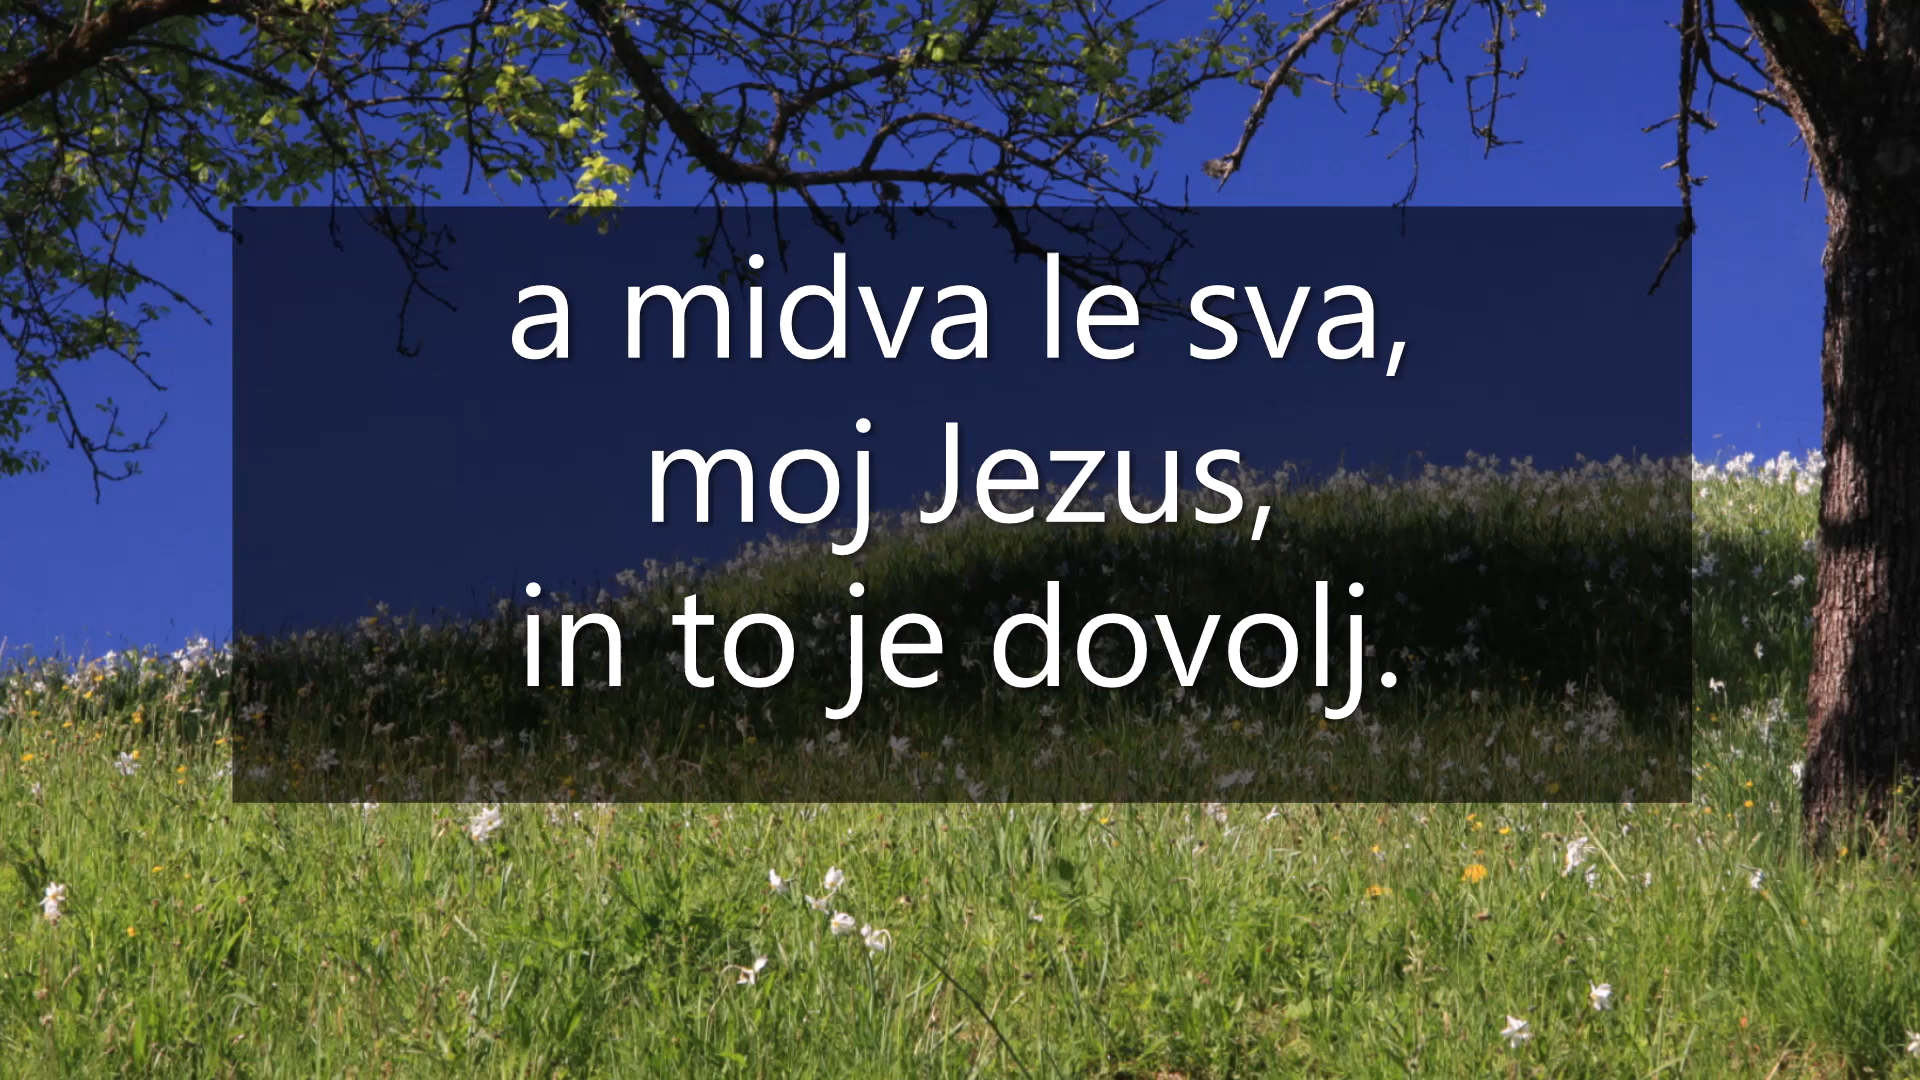 a midva le sva,
moj Jezus,
in to je dovolj.